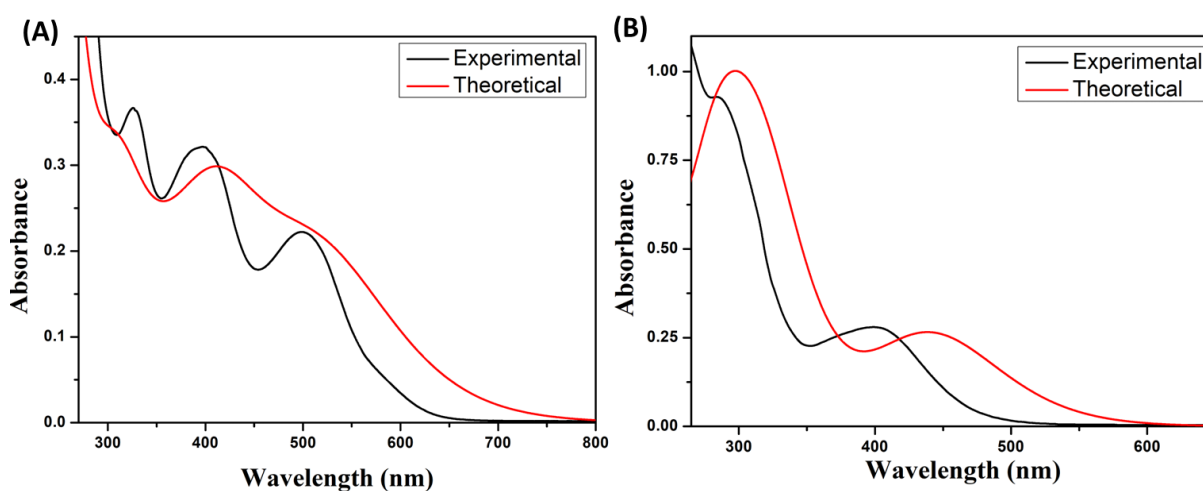 (A)
Experimental
Theoretical
0.4
0.3
0.2
0.1
0.0
Absorbance
300 400 500 600 700 800
Wavelength (nm)
(B)
Experimental
Theoretical
1.00
0.75
0.50
0.25
0.00
Absorbance
300 400 500 600
Wavelength (nm)